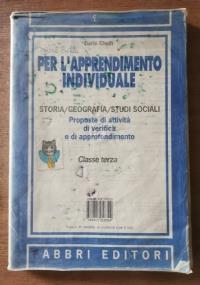 Dario Ghelfi
PER L'APPRENDIMENTO
INDIVIDUALE
STORIA/GEOGRAFIA/STUDI SOCIALI
Proposte di attività
di verifica
e di approfondimento
Classe terza
ABBRI EDITORI